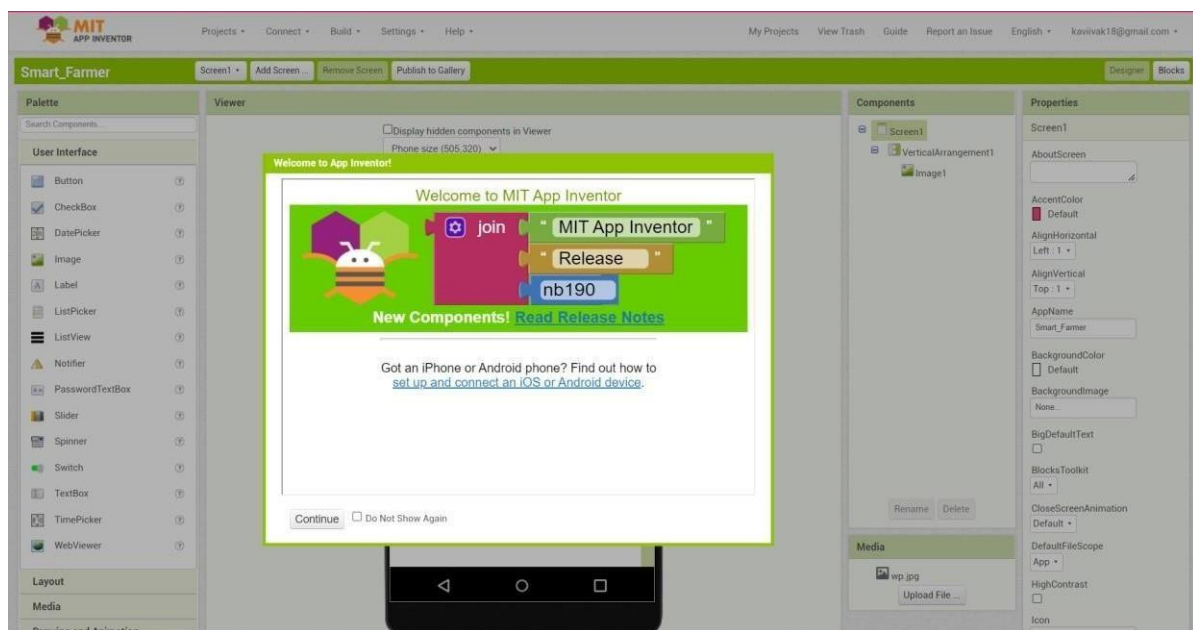 MIT
APP INVENTOR
Projects Connect Build Settings Help My Projects View Trash Guide Report an Issue English kaviivak18@gmail.com
Smart_Farmer Screen1 Add Screen ... Remove Screen Publish to Gallery Designer Blocks
Palette
Search Components...
User Interface
Button
CheckBox
DatePicker
Image
Label
ListPicker
ListView
Notifier
PasswordTextBox
Slider
Spinner
Switch
TextBox
TimePicker
WebViewer
Layout
Media
Drawing and Animation
Viewer
Display hidden components in Viewer
Phone size (505,320)
Welcome to App Inventor!
Welcome to MIT App Inventor
join " MIT App Inventor "
" Release "
nb190
New Components! Read Release Notes
Got an iPhone or Android phone? Find out how to
set up and connect an iOS or Android device.
Continue Do Not Show Again
Components
Screen1
VerticalArrangement1
Image1
Rename Delete
Media
wp.jpg
Upload File ...
Properties
Screen1
AboutScreen
AccentColor
Default
AlignHorizontal
Left : 1
AlignVertical
Top : 1
AppName
Smart_Farmer
BackgroundColor
Default
BackgroundImage
None...
BigDefaultText
BlocksToolkit
All
CloseScreenAnimation
Default
DefaultFileScope
App
HighContrast
Icon